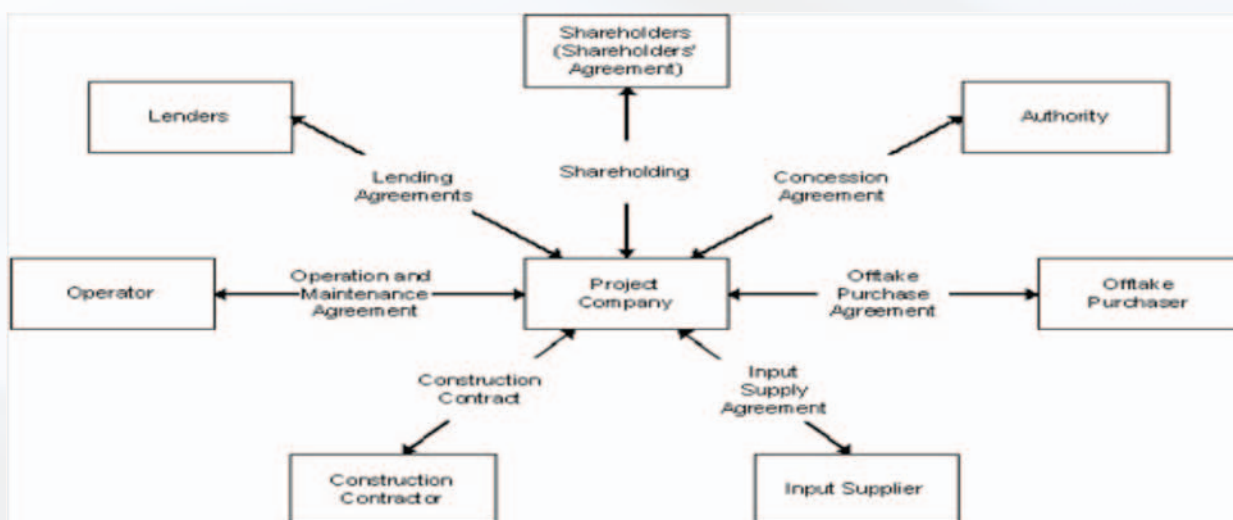 Shareholders
(Shareholders'
Agreement)
Lenders
Authority
Lending
Agreements
Shareholding
Concession
Agreement
Operator
Operation and
Maintenance
Agreement
Project
Company
Offtake
Purchase
Agreement
Offtake
Purchaser
Construction
Contract
Input
Supply
Agreement
Construction
Contractor
Input Supplier